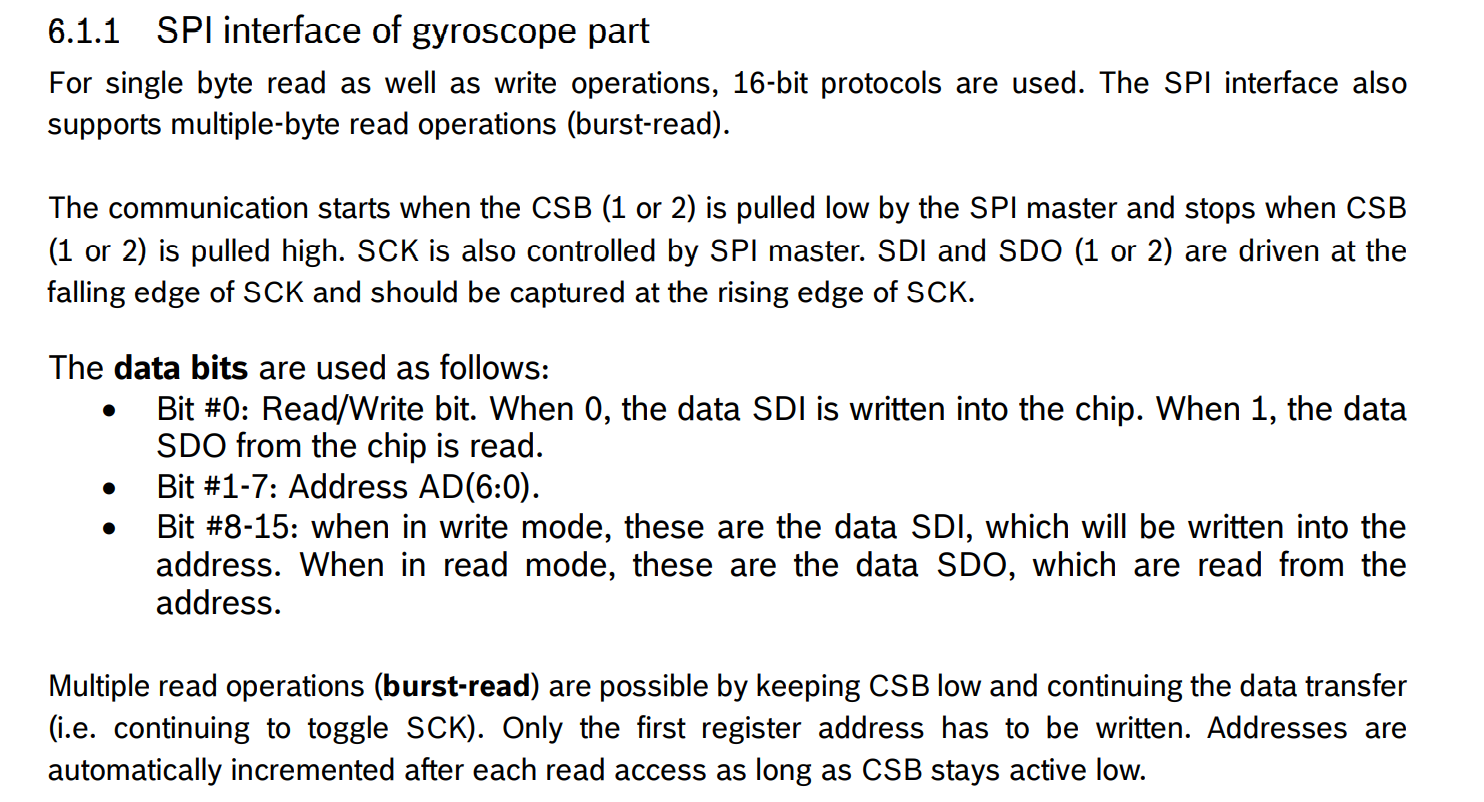 6.1.1 SPI interface of gyroscope part
For single byte read as well as write operations, 16-bit protocols are used. The SPI interface also
supports multiple-byte read operations (burst-read).
The communication starts when the CSB (1 or 2) is pulled low by the SPI master and stops when CSB
(1 or 2) is pulled high. SCK is also controlled by SPI master. SDI and SDO (1 or 2) are driven at the
falling edge of SCK and should be captured at the rising edge of SCK.
The data bits are used as follows:
• Bit #0: Read/Write bit. When 0, the data SDI is written into the chip. When 1, the data
SDO from the chip is read.
• Bit #1-7: Address AD(6:0).
• Bit #8-15: when in write mode, these are the data SDI, which will be written into the
address. When in read mode, these are the data SDO, which are read from the
address.
Multiple read operations (burst-read) are possible by keeping CSB low and continuing the data transfer
(i.e. continuing to toggle SCK). Only the first register address has to be written. Addresses are
automatically incremented after each read access as long as CSB stays active low.